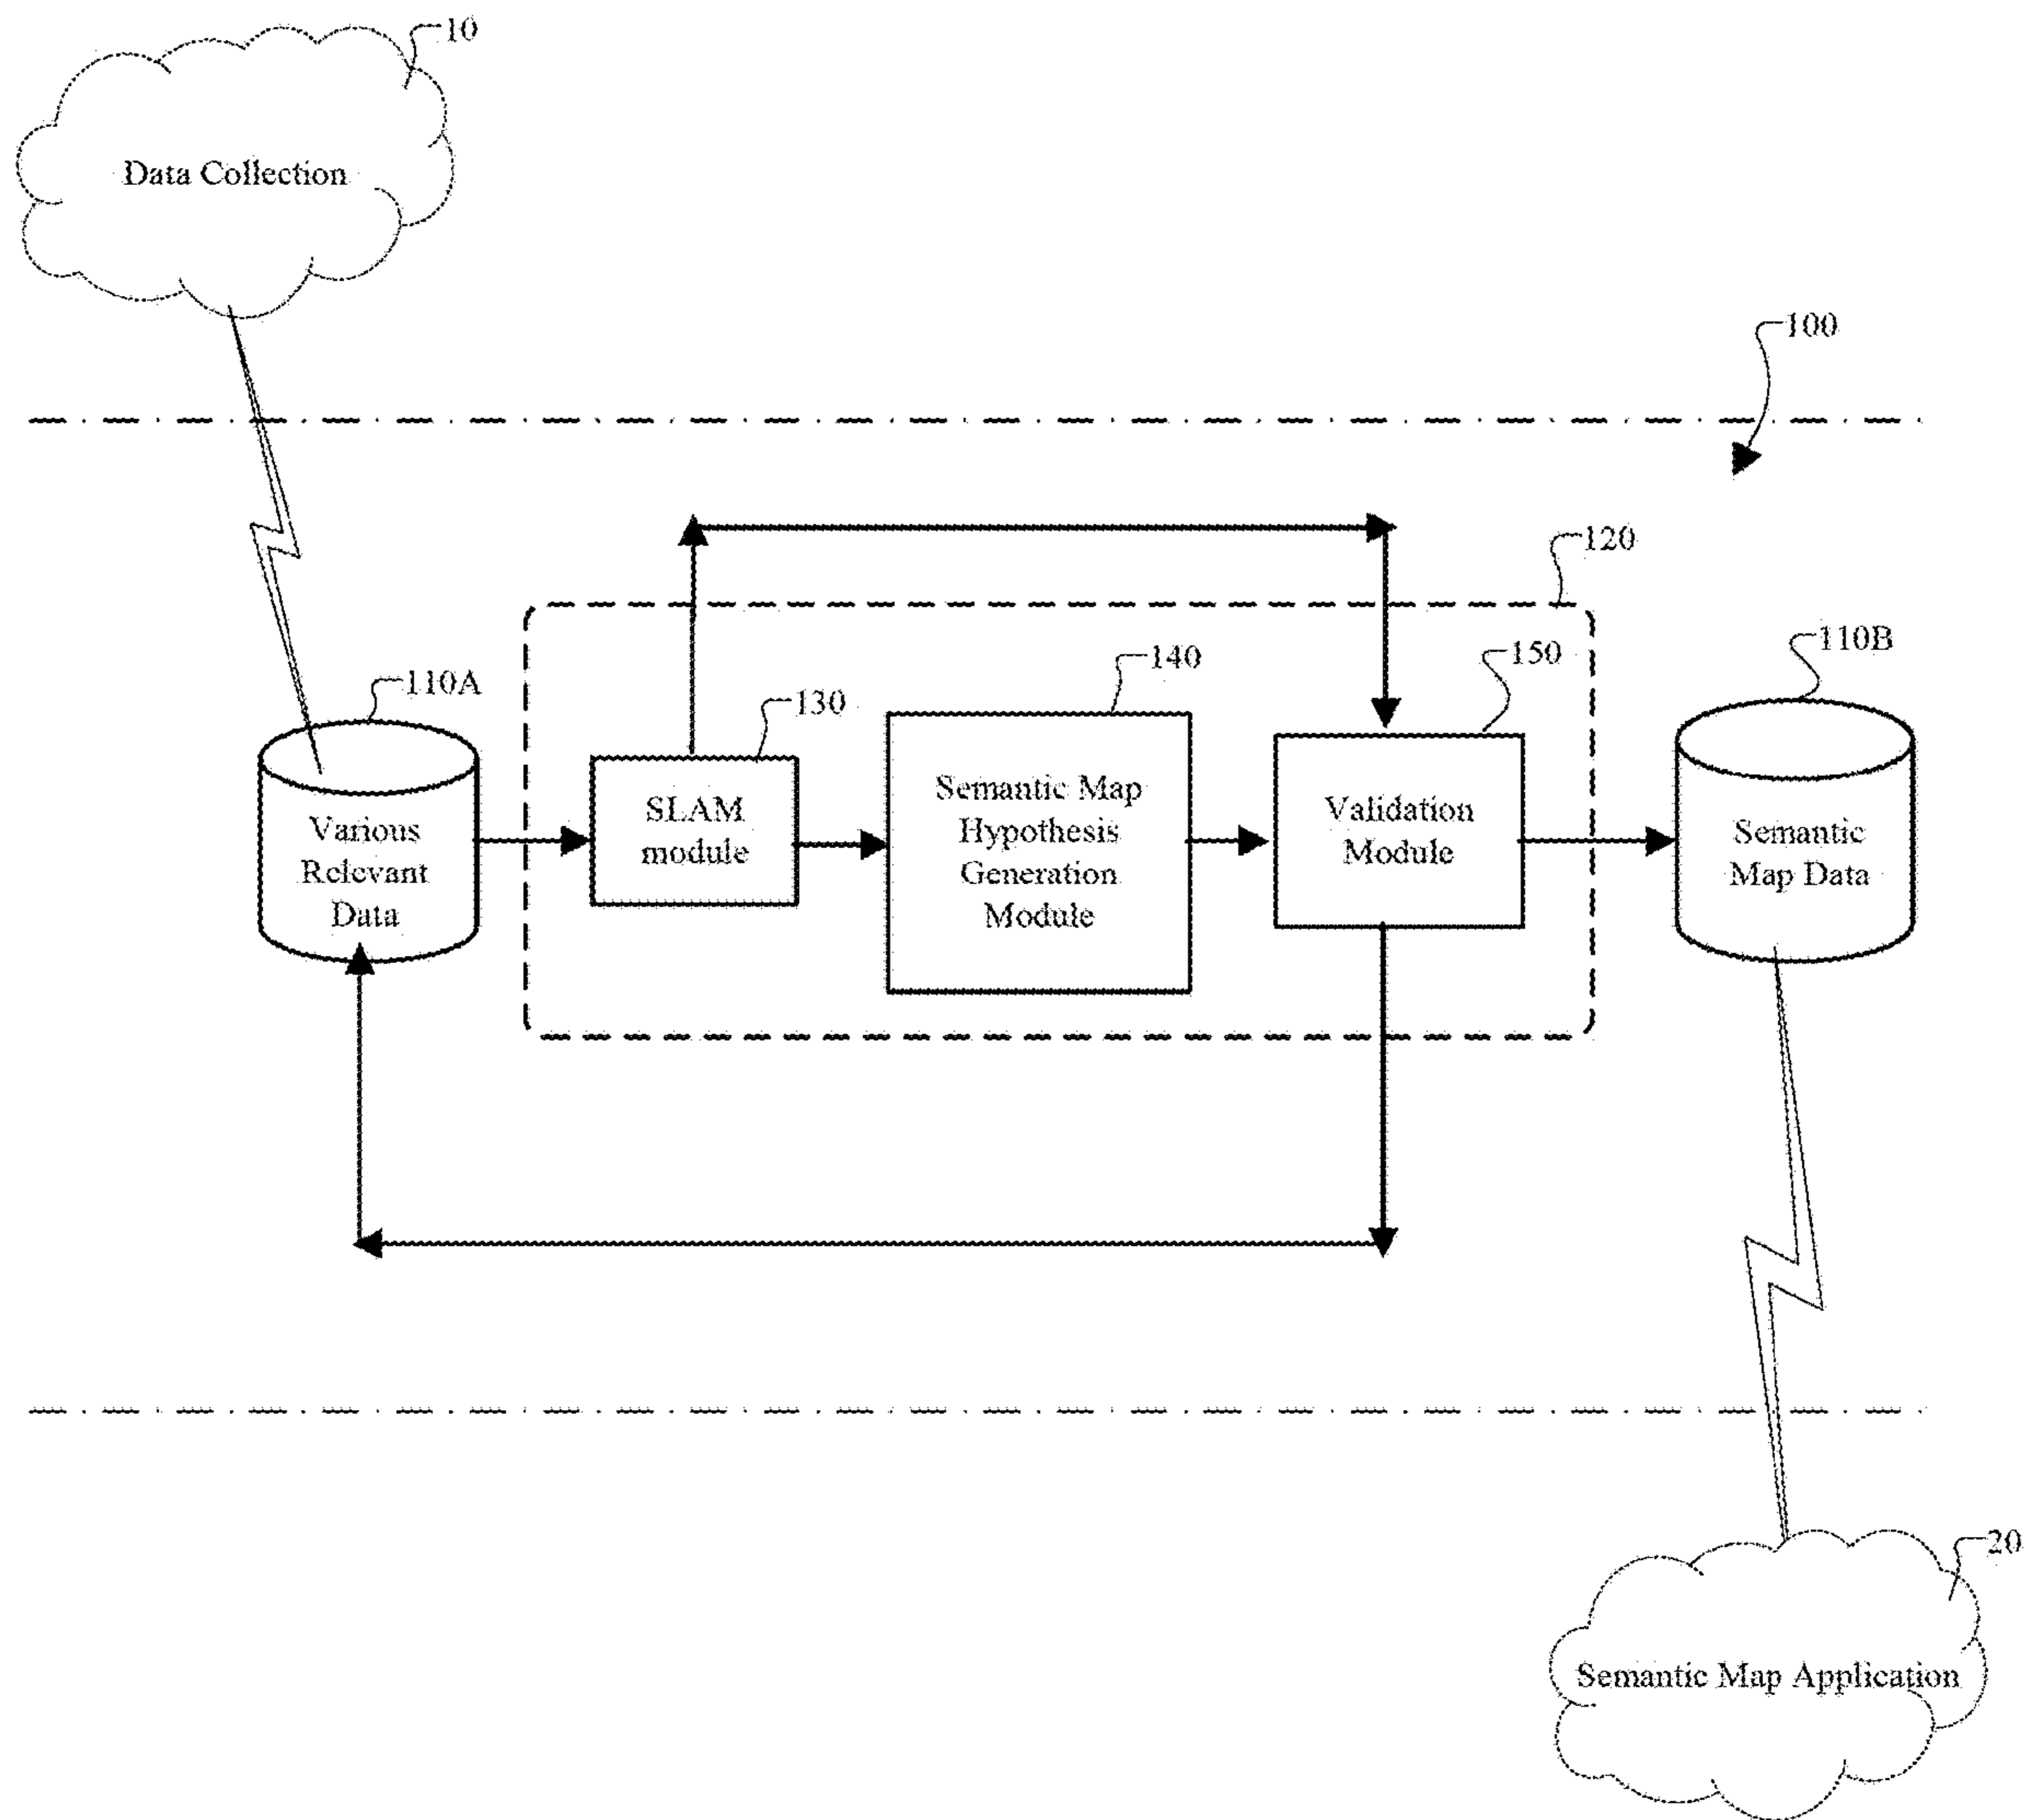 10
Data Collection
100
120
110A
130
140
150
110B
Various
Relevant
Data
SLAM
module
Semantic Map
Hypothesis
Generation
Module
Validation
Module
Semantic
Map Data
20
Semantic Map Application